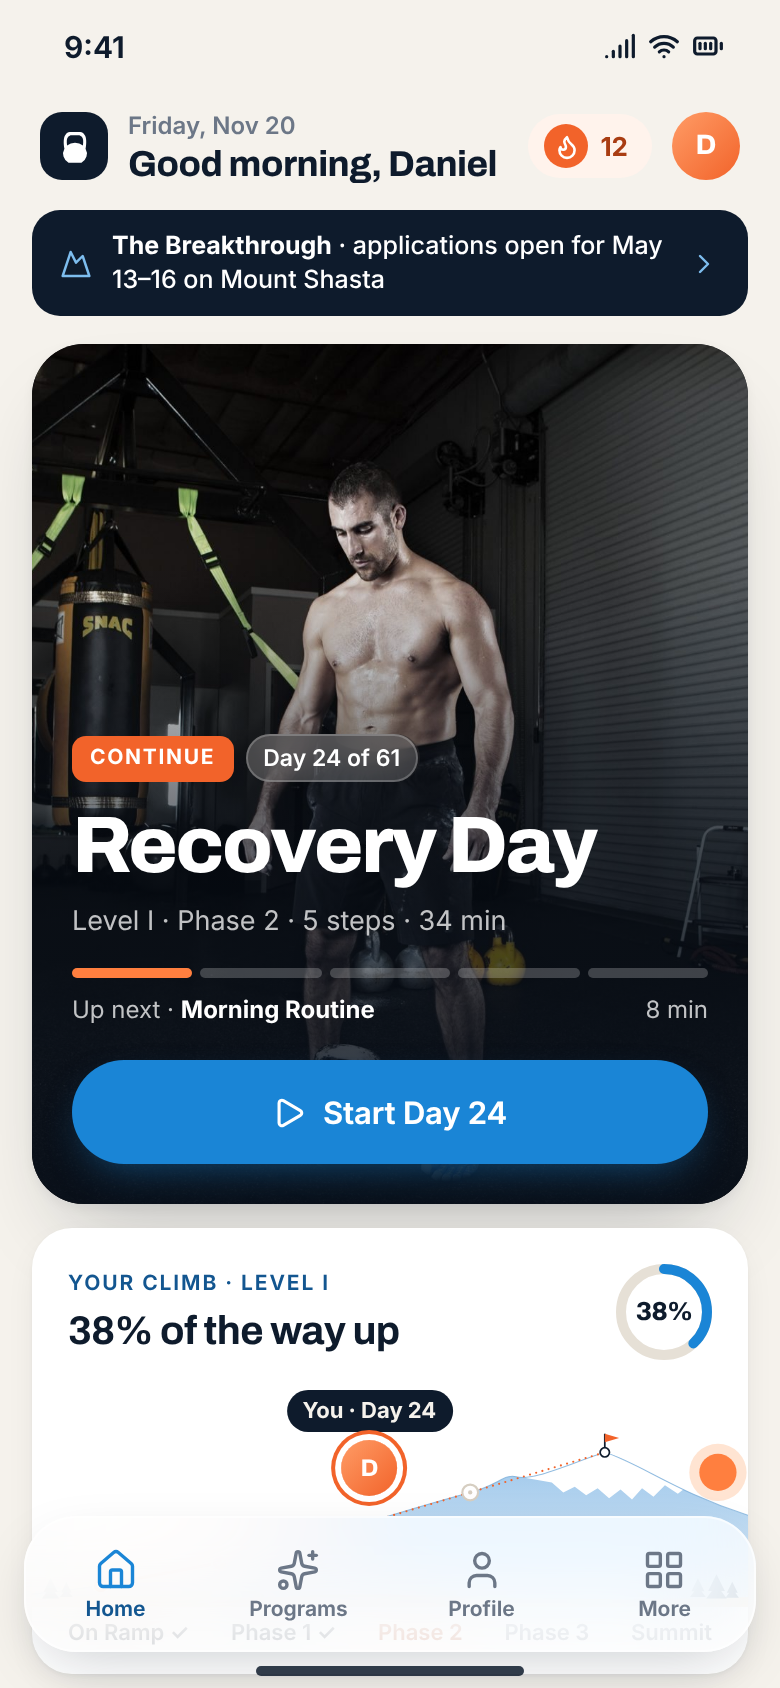 9:41
Friday, Nov 20
Good morning, Daniel
12
D
The Breakthrough · applications open for May
13–16 on Mount Shasta
SNAC
CONTINUE
Day 24 of 61
Recovery Day
Level I · Phase 2 · 5 steps · 34 min
Up next · Morning Routine
8 min
Start Day 24
YOUR CLIMB · LEVEL I
38% of the way up
38%
You · Day 24
D
Home
Programs
Profile
More
On Ramp ✓
Phase 1 ✓
Phase 2
Phase 3
Summit